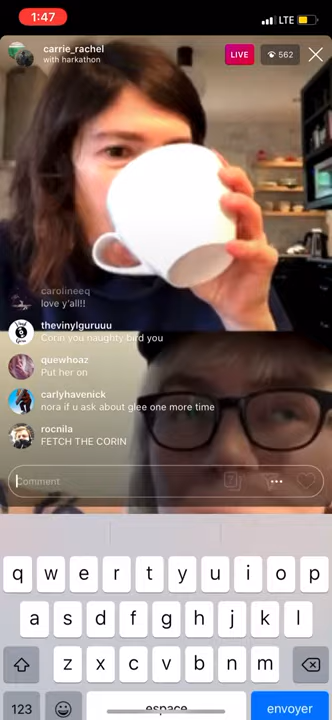 1:47
LTE
carrie_rachel
with harkathon
LIVE
562
carolineeq
love y'all!!
thevinylguruuu
Corin you naughty bird you
quewhoaz
Put her on
carlyhavenick
nora if u ask about glee one more time
rocnila
FETCH THE CORIN
Comment
q w e r t y u i o p
a s d f g h j k l
z x c v b n m
123
espace
envoyer